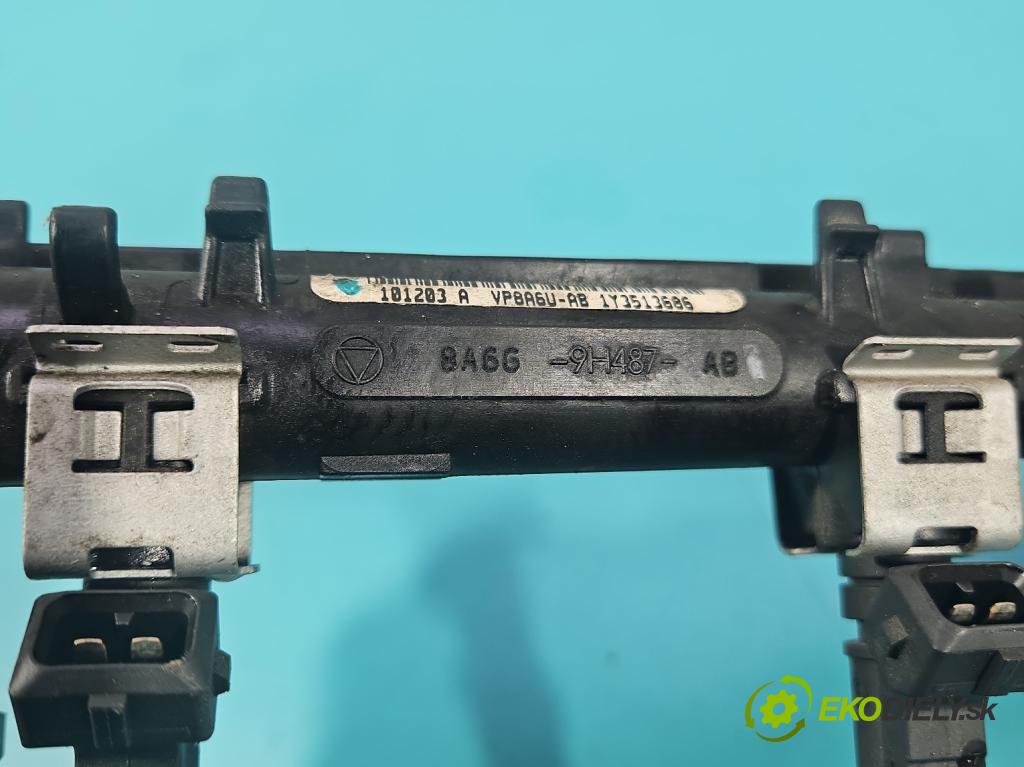 101203 A VP8A6U-AB 1Y3513686
8A6G -9H487- AB
EKODIELY.sk